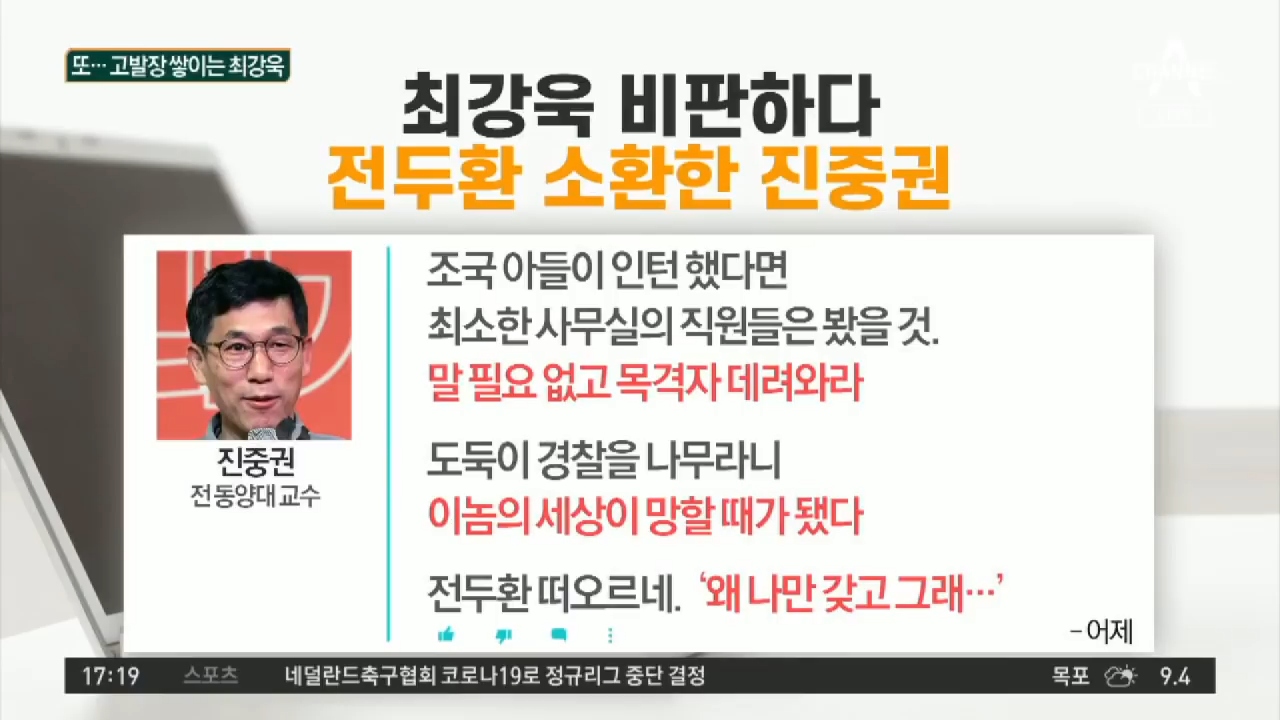 또… 고발장 쌓이는 최강욱
최강욱 비판하다
전두환 소환한 진중권
조국 아들이 인턴 했다면
최소한 사무실의 직원들은 봤을 것.
말 필요 없고 목격자 데려와라
도둑이 경찰을 나무라니
이놈의 세상이 망할 때가 됐다
전두환 떠오르네. ‘왜 나만 갖고 그래…’
- 어제
진중권
전 동양대 교수
17:19 스포츠 네덜란드축구협회 코로나19로 정규리그 중단 결정 목포 9.4